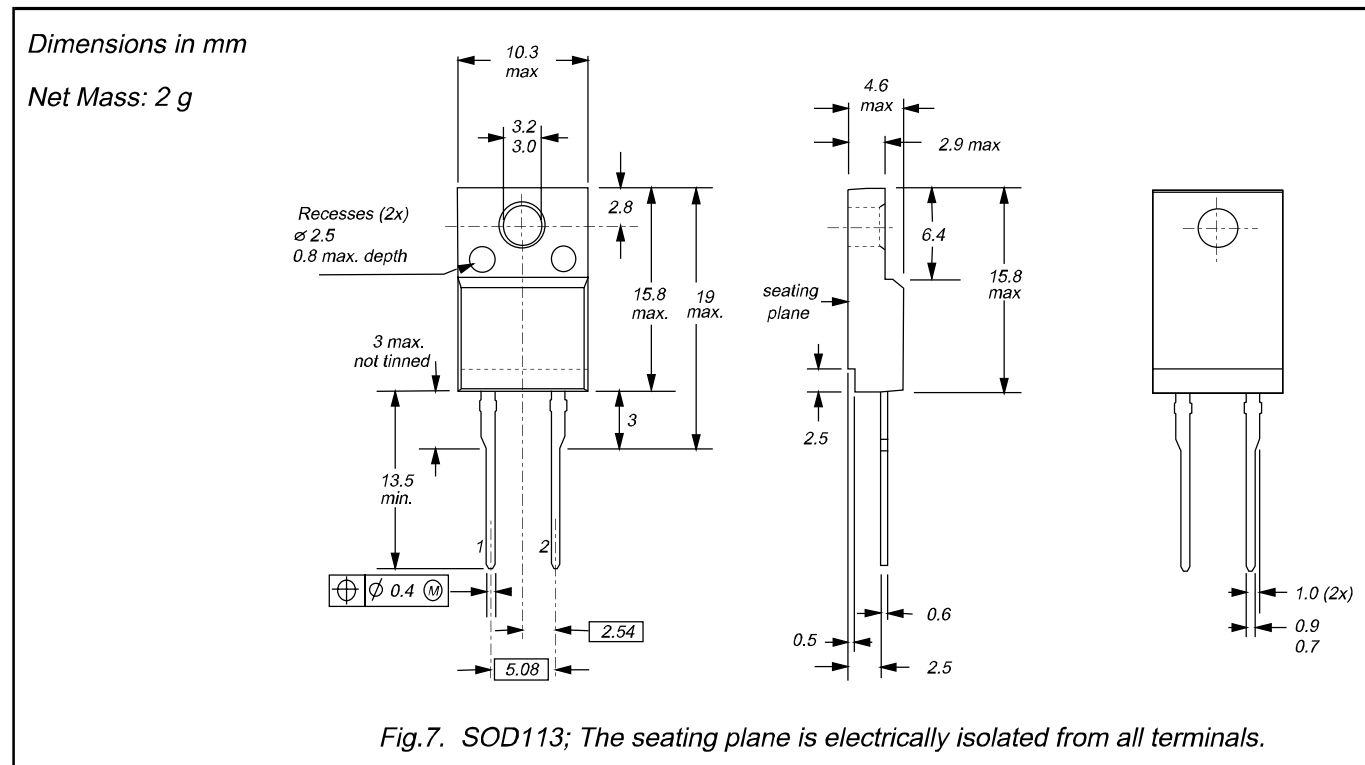 Dimensions in mm
Net Mass: 2 g
10.3
max
3.2
3.0
2.8
Recesses (2x)
⌀ 2.5
0.8 max. depth
15.8
max.
19
max.
3 max.
not tinned
3
13.5
min.
1
2
⌖ ⌀ 0.4 Ⓜ
2.54
5.08
4.6
max
2.9 max
6.4
15.8
max
seating
plane
2.5
0.6
0.5
2.5
1.0 (2x)
0.9
0.7
Fig.7. SOD113; The seating plane is electrically isolated from all terminals.